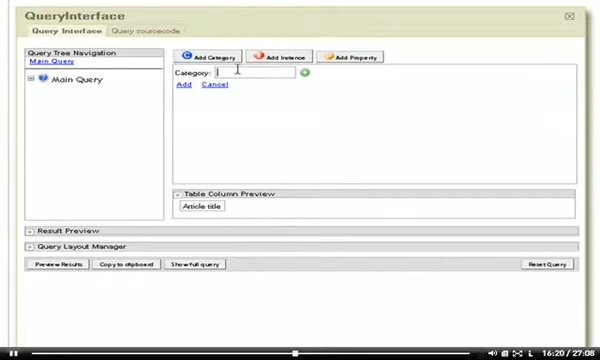 QueryInterface
Query Interface Query sourcecode
Query Tree Navigation
Main Query
Main Query
Add Category Add Instance Add Property
Category:
Add Cancel
Table Column Preview
Article title
Result Preview
Query Layout Manager
Preview Results Copy to clipboard Show full query Reset Query
16:20 / 27:08